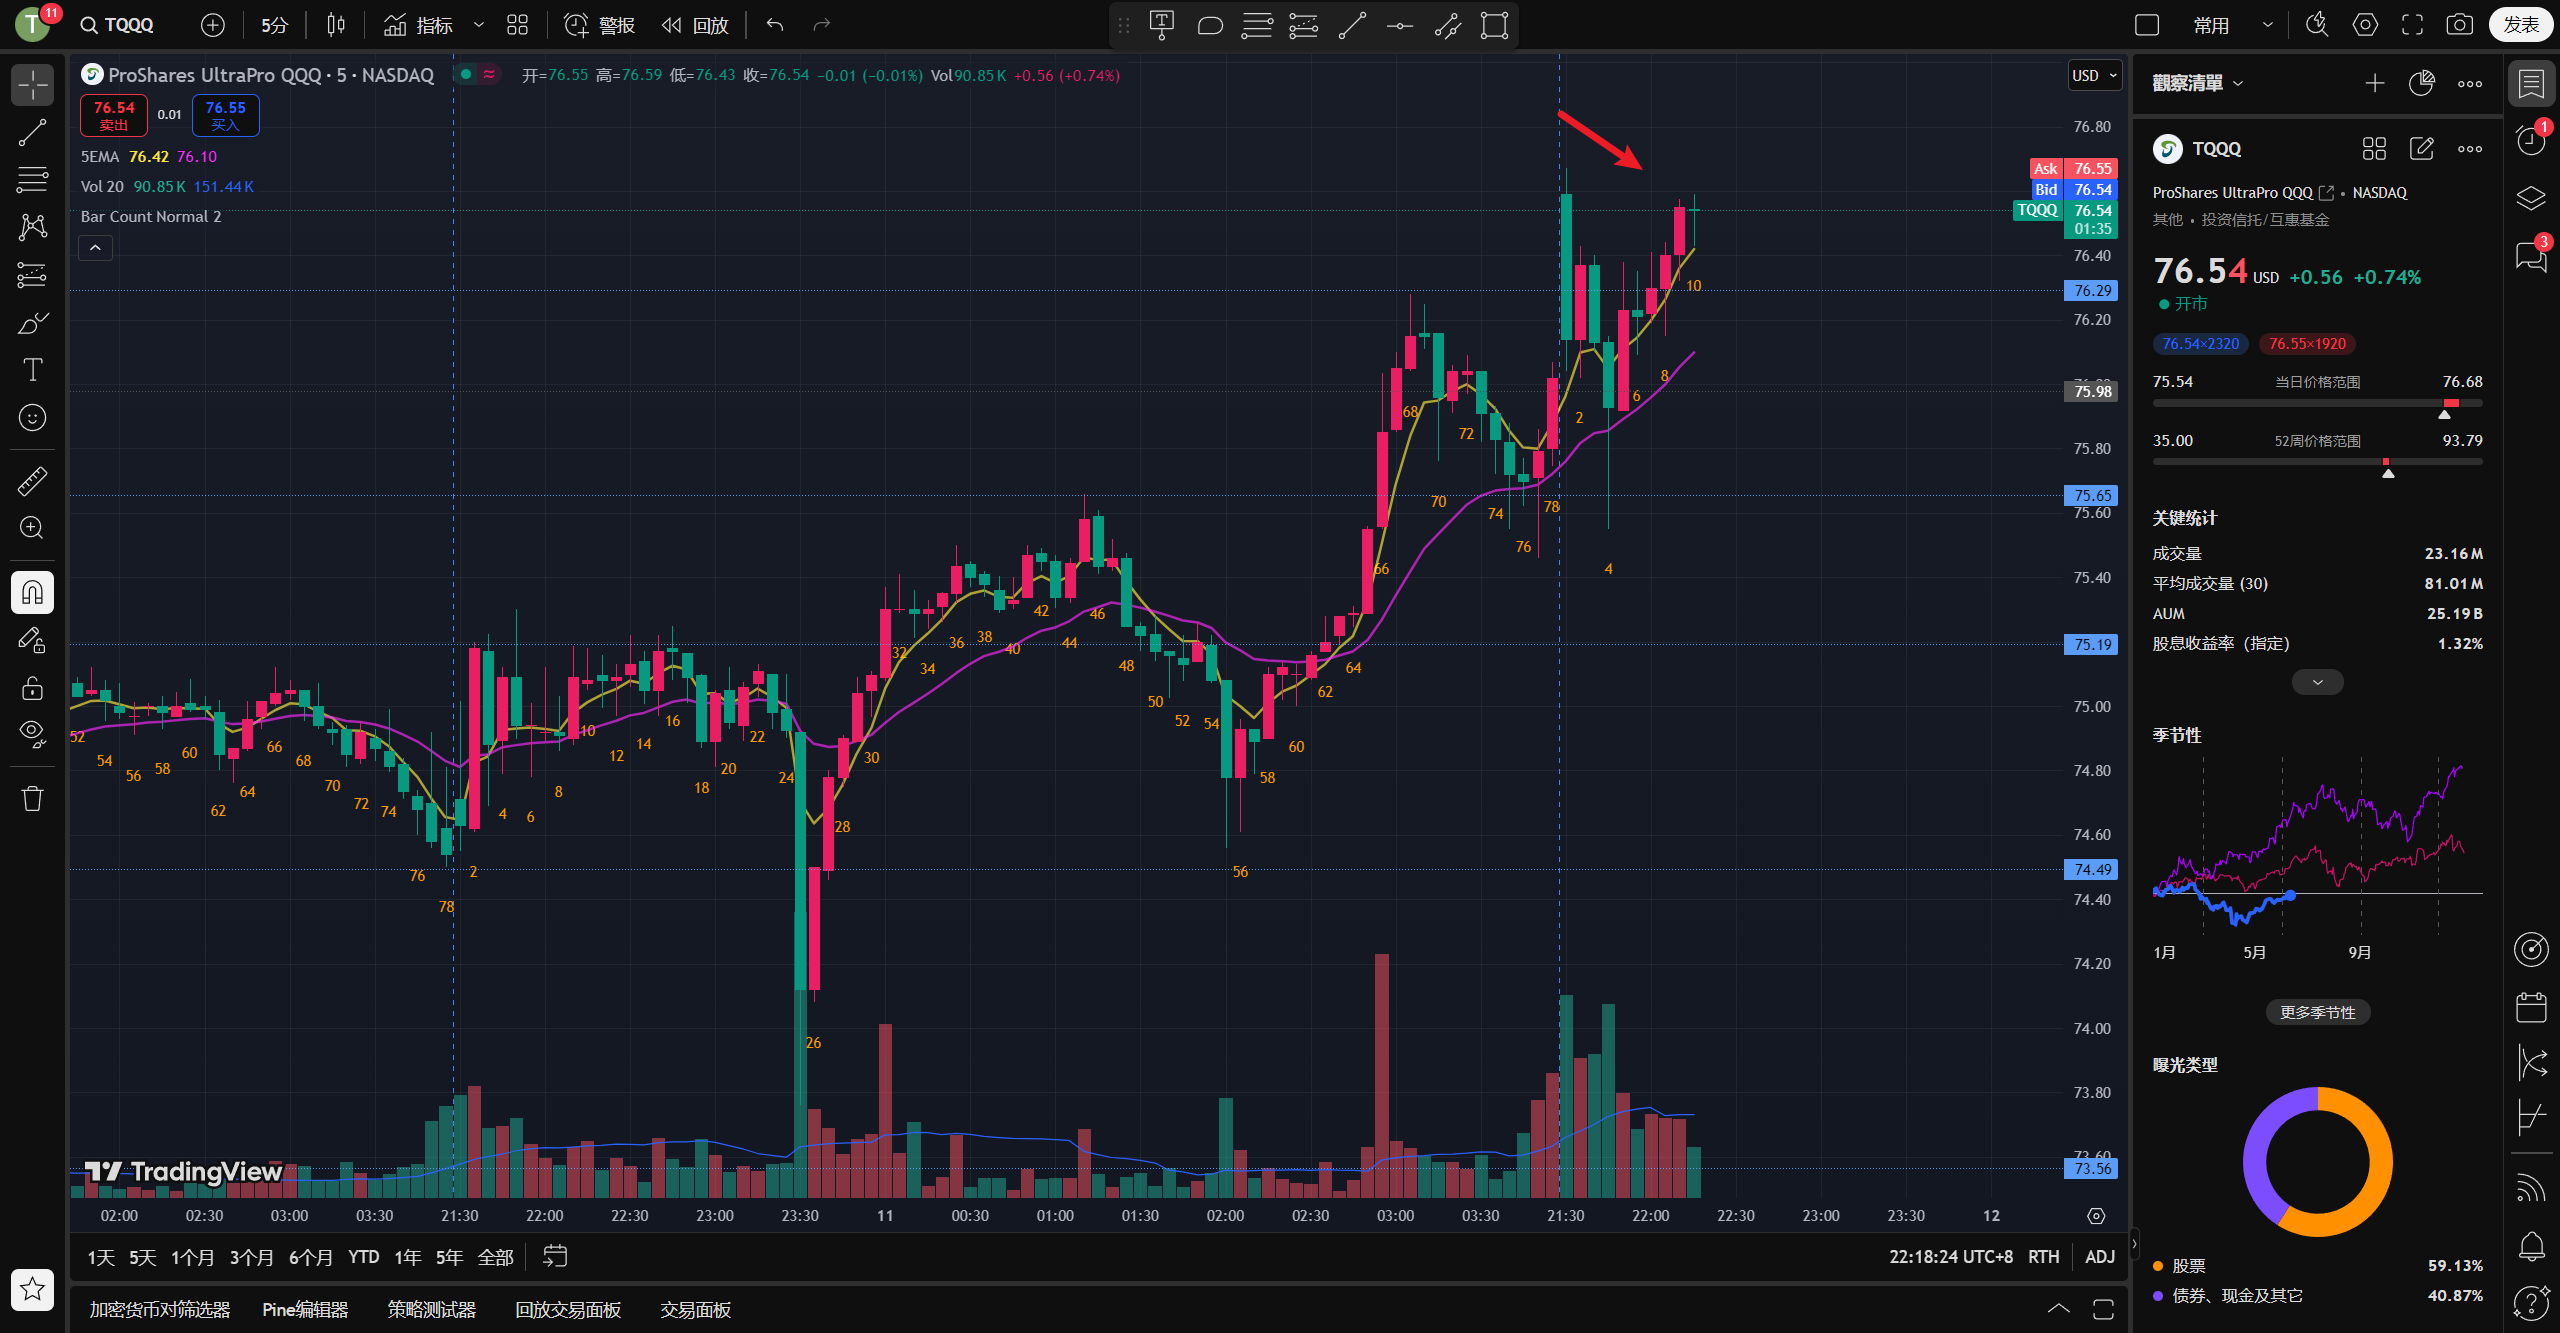 T 11 TQQQ 5分 指标 警报 回放 常用 发表
ProShares UltraPro QQQ · 5 · NASDAQ 开=76.55 高=76.59 低=76.43 收=76.54 −0.01 (−0.01%) Vol90.85 K +0.56 (+0.74%)
USD
76.54 卖出 0.01 76.55 买入
5EMA 76.42 76.10
Vol 20 90.85 K 151.44 K
Bar Count Normal 2
76.80
Ask 76.55
Bid 76.54
TQQQ 76.54
01:35
76.40
76.29
76.20
75.98
75.80
75.65
75.60
75.40
75.19
75.00
74.80
74.60
74.49
74.40
74.20
74.00
73.80
73.60
73.56
52 54 56 58 60 62 64 66 68 70 72 74 76 78
2 4 6 8 10 12 14 16 18 20 22 24 26 28 30 32 34 36 38 40 42 44 46 48 50 52 54 56 58 60 62 64 66 68 70 72 74 76 78
2 4 6 8 10
TradingView
02:00 02:30 03:00 03:30 21:30 22:00 22:30 23:00 23:30 11 00:30 01:00 01:30 02:00 02:30 03:00 03:30 21:30 22:00 22:30 23:00 23:30 12
1天 5天 1个月 3个月 6个月 YTD 1年 5年 全部 22:18:24 UTC+8 RTH ADJ
加密货币对筛选器 Pine编辑器 策略测试器 回放交易面板 交易面板
觀察清單
TQQQ
ProShares UltraPro QQQ • NASDAQ
其他 • 投资信托/互惠基金
76.54 USD +0.56 +0.74%
开市
76.54×2320 76.55×1920
75.54 当日价格范围 76.68
35.00 52周价格范围 93.79
关键统计
成交量 23.16 M
平均成交量 (30) 81.01 M
AUM 25.19 B
股息收益率（指定） 1.32%
季节性
1月 5月 9月
更多季节性
曝光类型
股票 59.13%
债券、现金及其它 40.87%
1
3